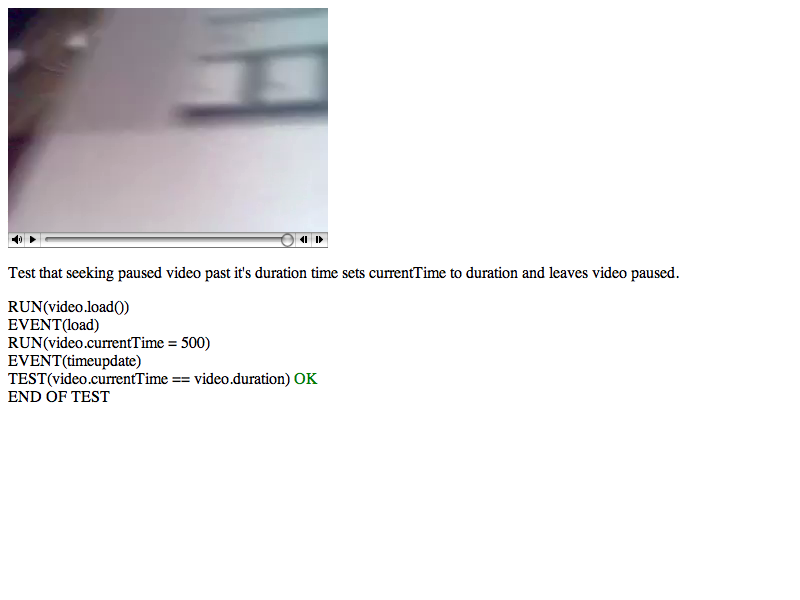 Test that seeking paused video past it's duration time sets currentTime to duration and leaves video paused.
RUN(video.load())
EVENT(load)
RUN(video.currentTime = 500)
EVENT(timeupdate)
TEST(video.currentTime == video.duration) OK
END OF TEST